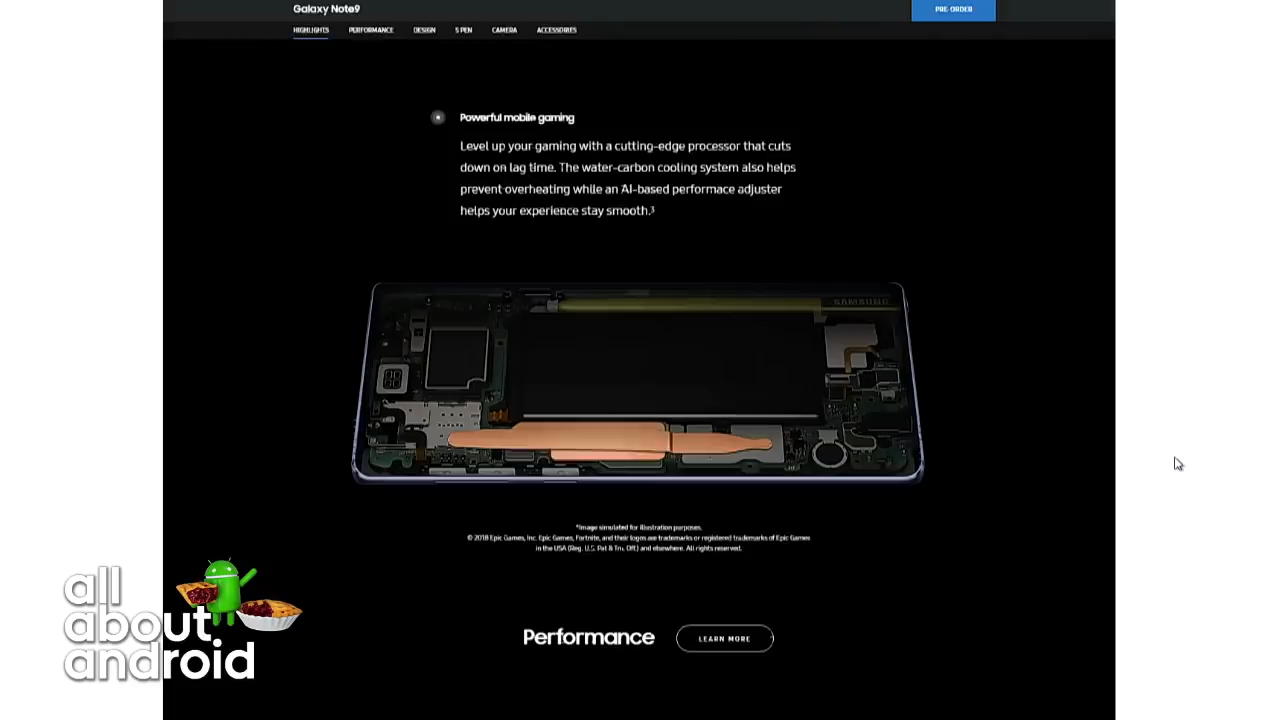 Galaxy Note9
PRE-ORDER
HIGHLIGHTS PERFORMANCE DESIGN S PEN CAMERA ACCESSORIES
Powerful mobile gaming
Level up your gaming with a cutting-edge processor that cuts
down on lag time. The water-carbon cooling system also helps
prevent overheating while an AI-based performace adjuster
helps your experience stay smooth.³
SAMSUNG
*Image simulated for illustration purposes.
© 2018 Epic Games, Inc. Epic Games, Fortnite, and their logos are trademarks or registered trademarks of Epic Games
in the USA (Reg. U.S. Pat & Tm. Off.) and elsewhere. All rights reserved.
Performance LEARN MORE
all
about
android